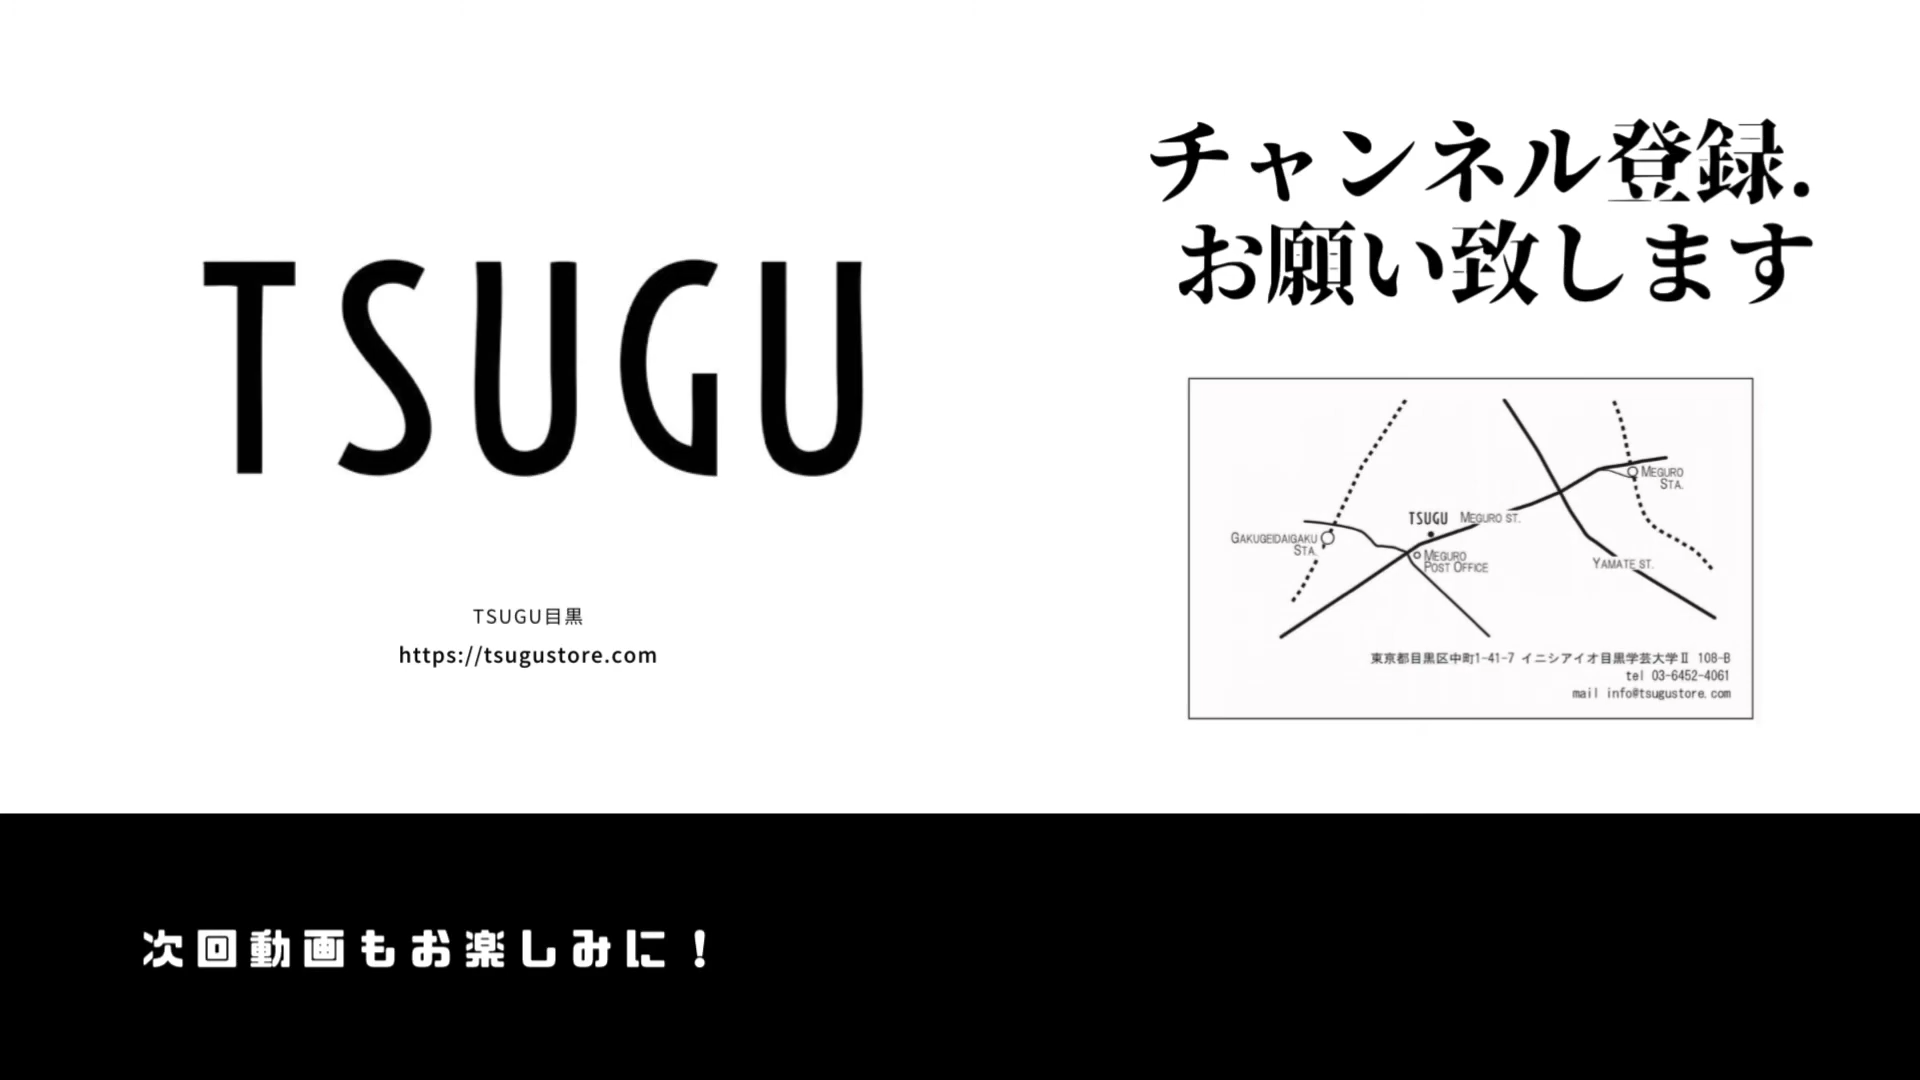 TSUGU
TSUGU目黒
https://tsugustore.com
チャンネル登録.
お願い致します
MEGURO
STA.
TSUGU
MEGURO ST.
GAKUGEIDAIGAKU
STA.
MEGURO
POST OFFICE
YAMATE ST.
東京都目黒区中町1-41-7 イニシアイオ目黒学芸大学Ⅱ 108-B
tel 03-6452-4061
mail info@tsugustore.com
次回動画もお楽しみに！